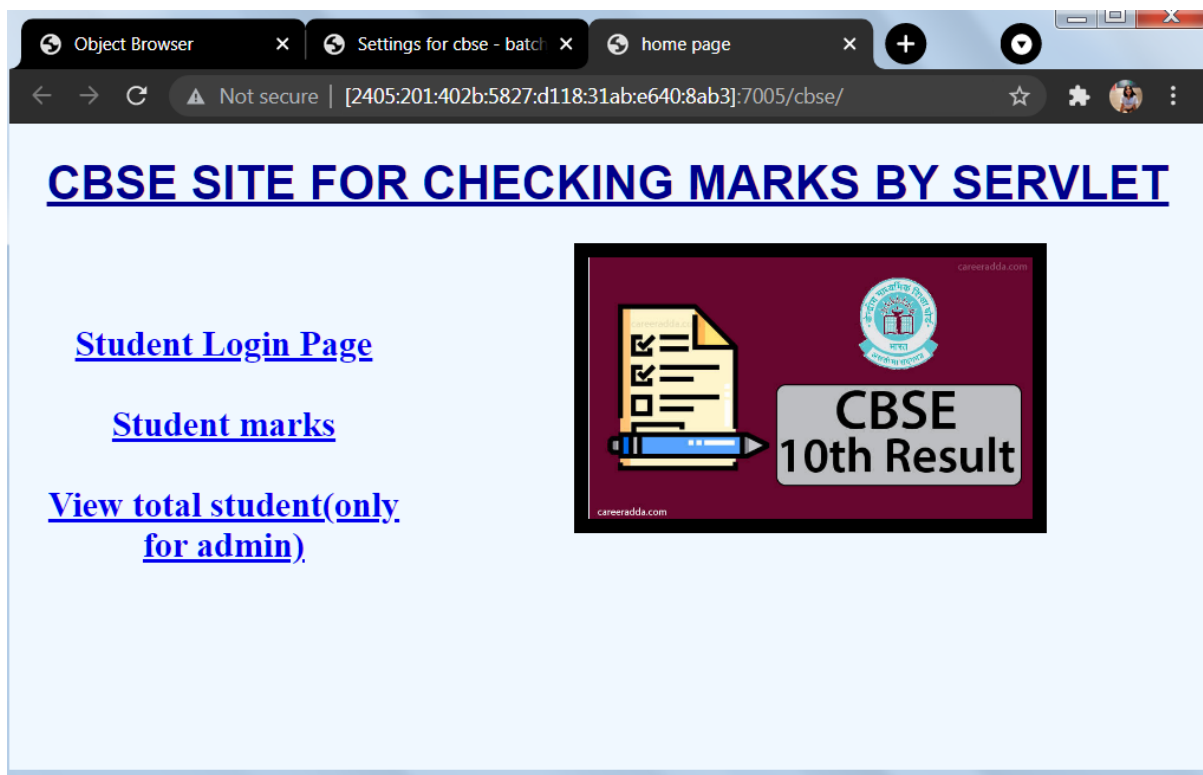 Object Browser
Settings for cbse - batch
home page
Not secure | [2405:201:402b:5827:d118:31ab:e640:8ab3]:7005/cbse/
CBSE SITE FOR CHECKING MARKS BY SERVLET
Student Login Page
Student marks
View total student(only
for admin)
careeradda.com
भारत
CBSE
10th Result
careeradda.com